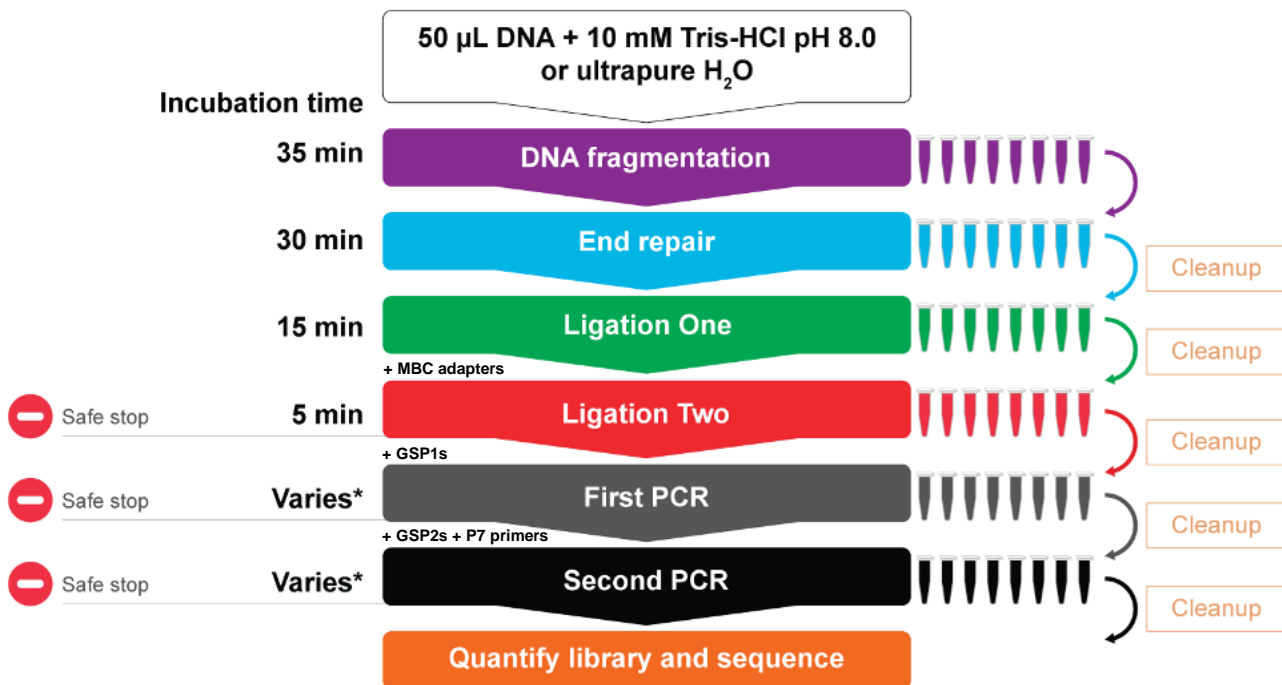 50 µL DNA + 10 mM Tris-HCl pH 8.0
or ultrapure H₂O
Incubation time
35 min
DNA fragmentation
30 min
End repair
Cleanup
15 min
Ligation One
Cleanup
+ MBC adapters
Safe stop
5 min
Ligation Two
Cleanup
+ GSP1s
Safe stop
Varies*
First PCR
Cleanup
+ GSP2s + P7 primers
Safe stop
Varies*
Second PCR
Cleanup
Quantify library and sequence